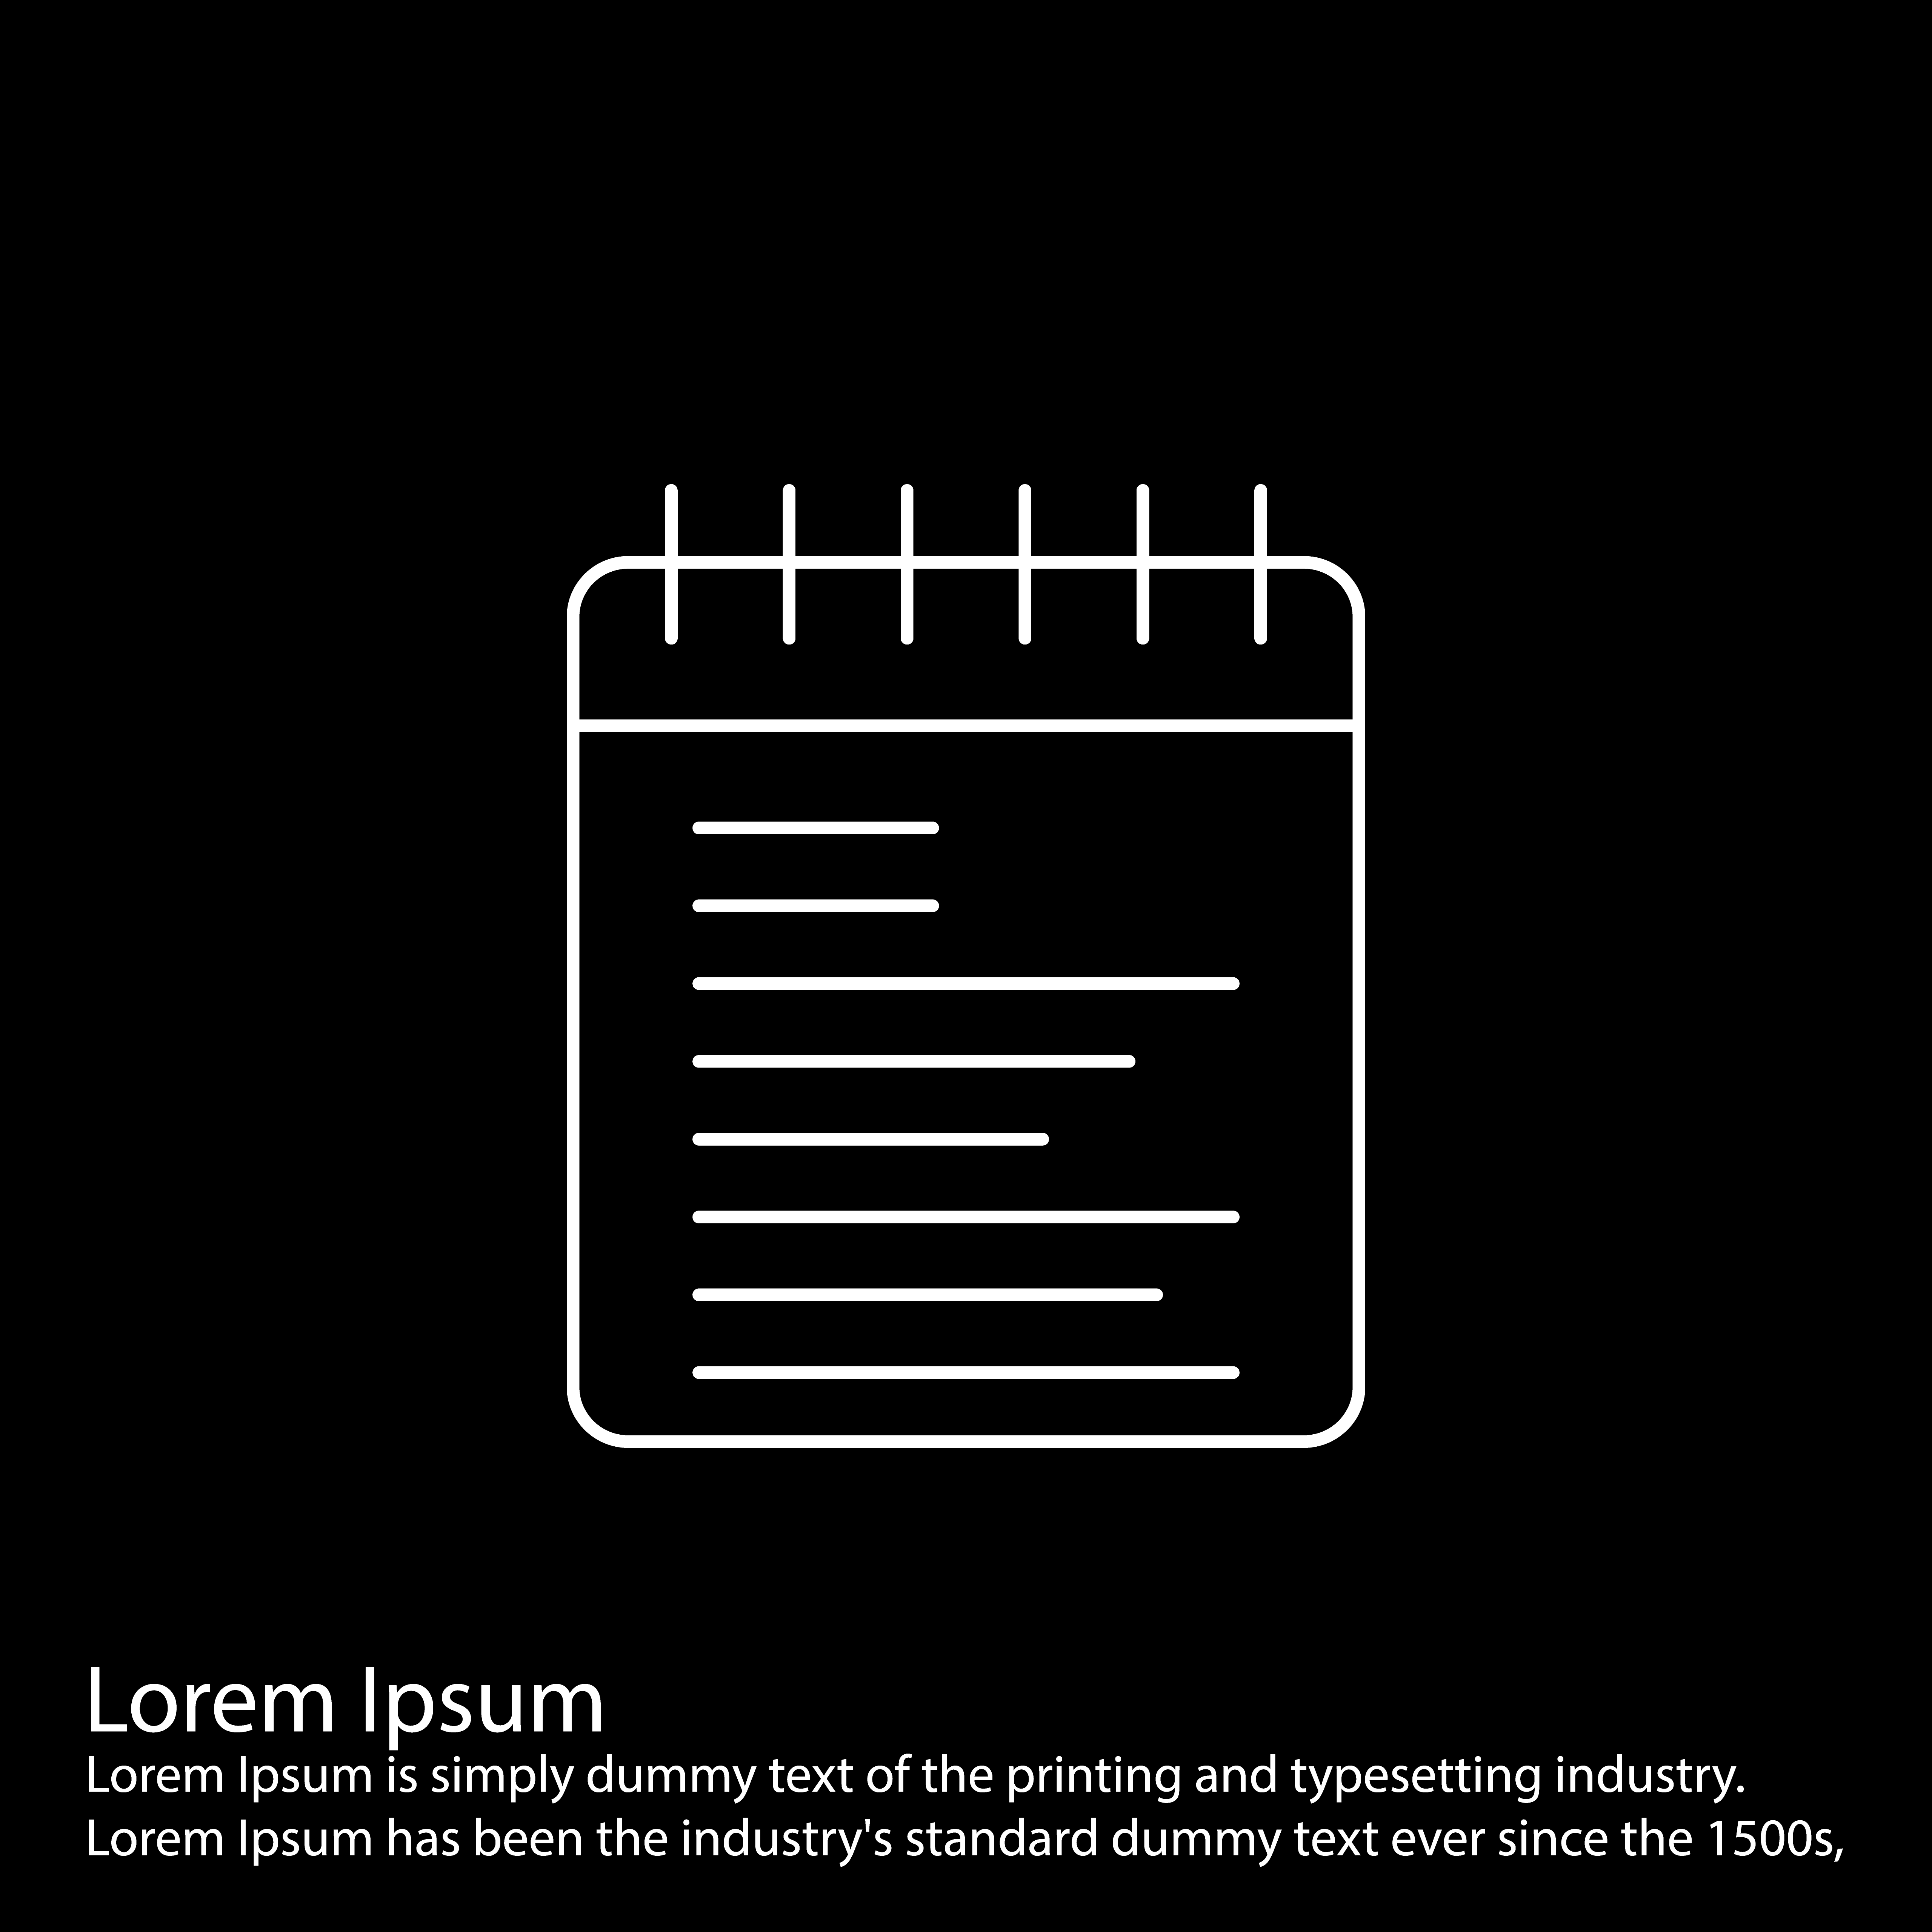 Lorem Ipsum
Lorem Ipsum is simply dummy text of the printing and typesetting industry.
Lorem Ipsum has been the industry's standard dummy text ever since the 1500s,